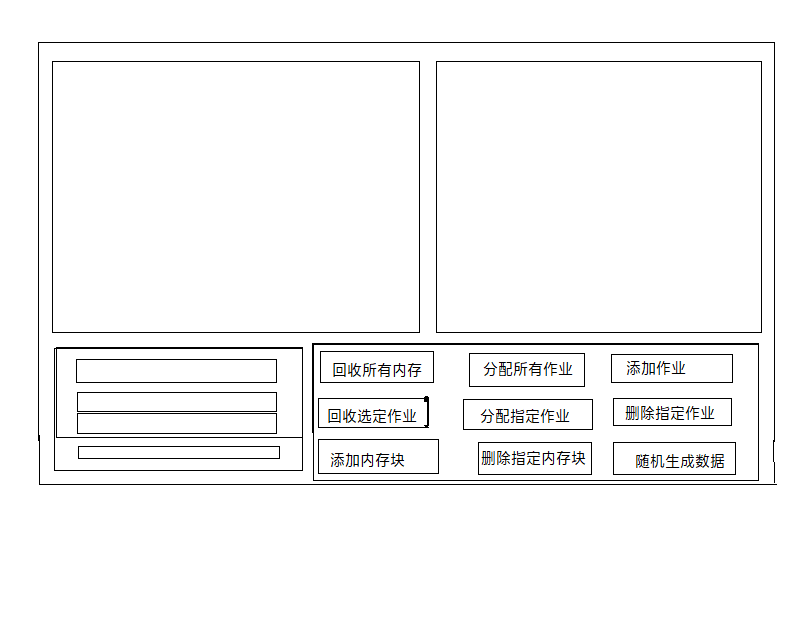 回收所有内存
分配所有作业
添加作业
回收选定作业
分配指定作业
删除指定作业
添加内存块
删除指定内存块
随机生成数据